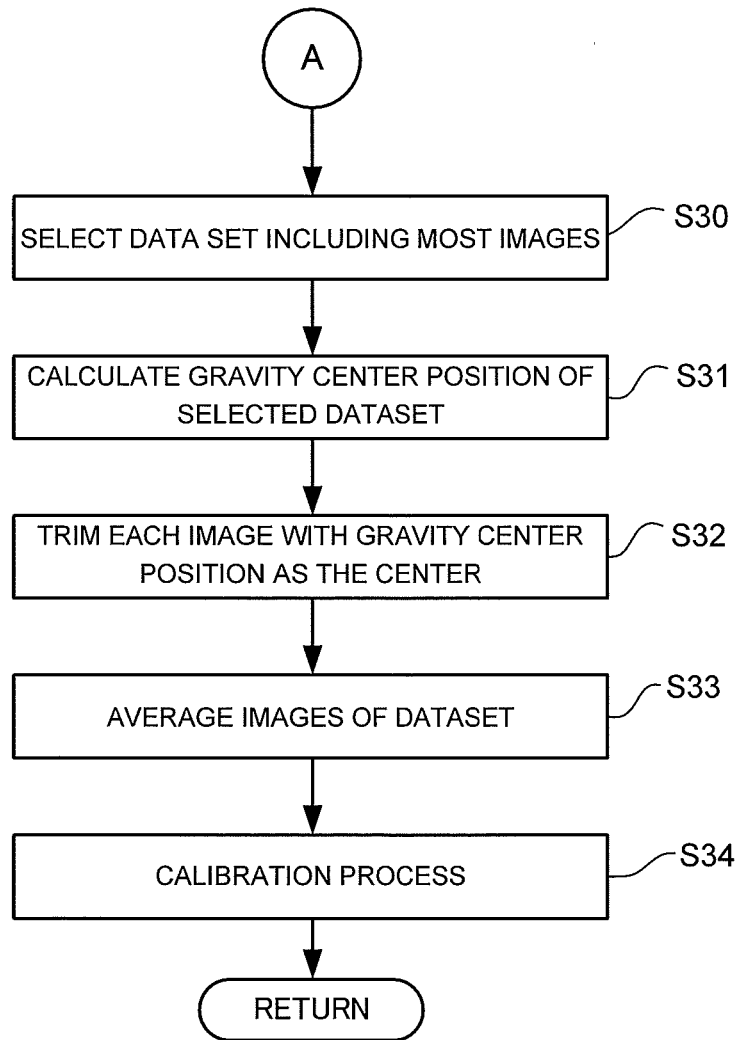 A
SELECT DATA SET INCLUDING MOST IMAGES
S30
CALCULATE GRAVITY CENTER POSITION OF
SELECTED DATASET
S31
TRIM EACH IMAGE WITH GRAVITY CENTER
POSITION AS THE CENTER
S32
AVERAGE IMAGES OF DATASET
S33
CALIBRATION PROCESS
S34
RETURN